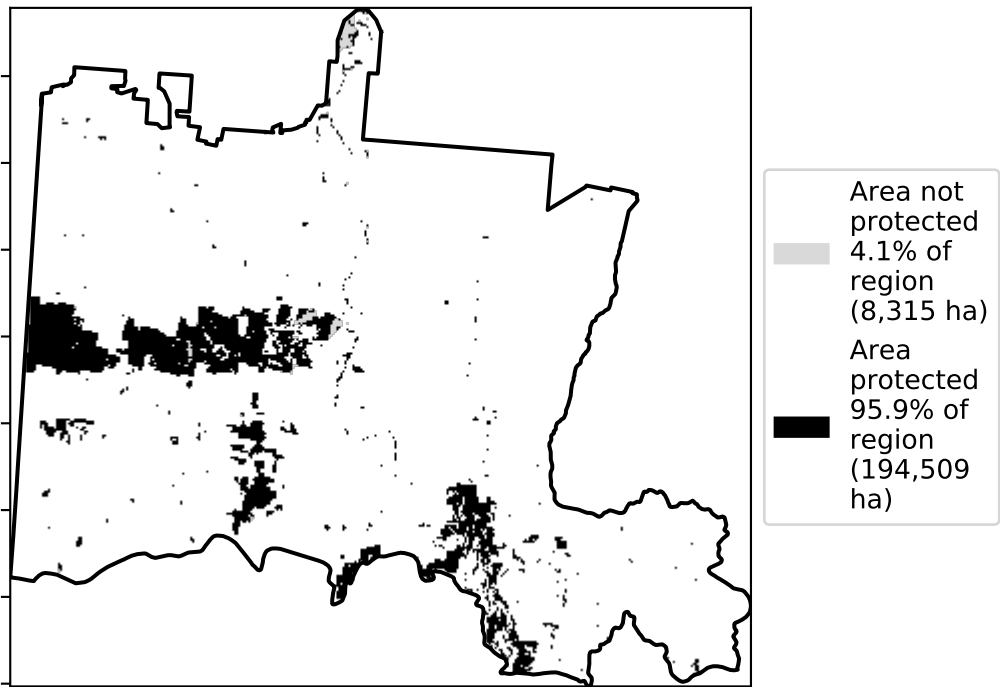 Area not
protected
4.1% of
region
(8,315 ha)
Area
protected
95.9% of
region
(194,509
ha)